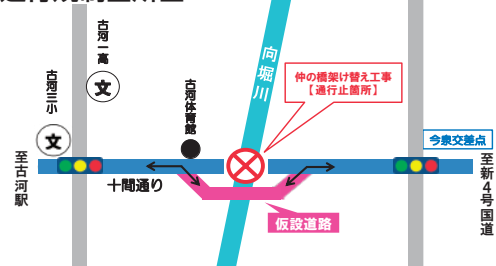 古河一高
文
古河三小
文
古河体育館
向堀川
仲の橋架け替え工事
【通行止箇所】
今泉交差点
至古河駅
十間通り
仮設道路
至新4号国道